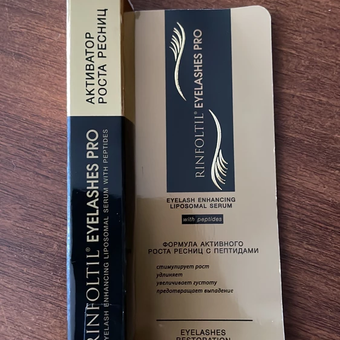 АКТИВАТОР
РОСТА РЕСНИЦ
RINFOLTIL® EYELASHES PRO
EYELASH ENHANCING LIPOSOMAL SERUM WITH PEPTIDES
RINFOLTIL® EYELASHES PRO
EYELASH ENHANCING
LIPOSOMAL SERUM
with peptides
ФОРМУЛА АКТИВНОГО
РОСТА РЕСНИЦ С ПЕПТИДАМИ
стимулирует рост
удлиняет
увеличивает густоту
предотвращает выпадение
EYELASHES
RESTORATION